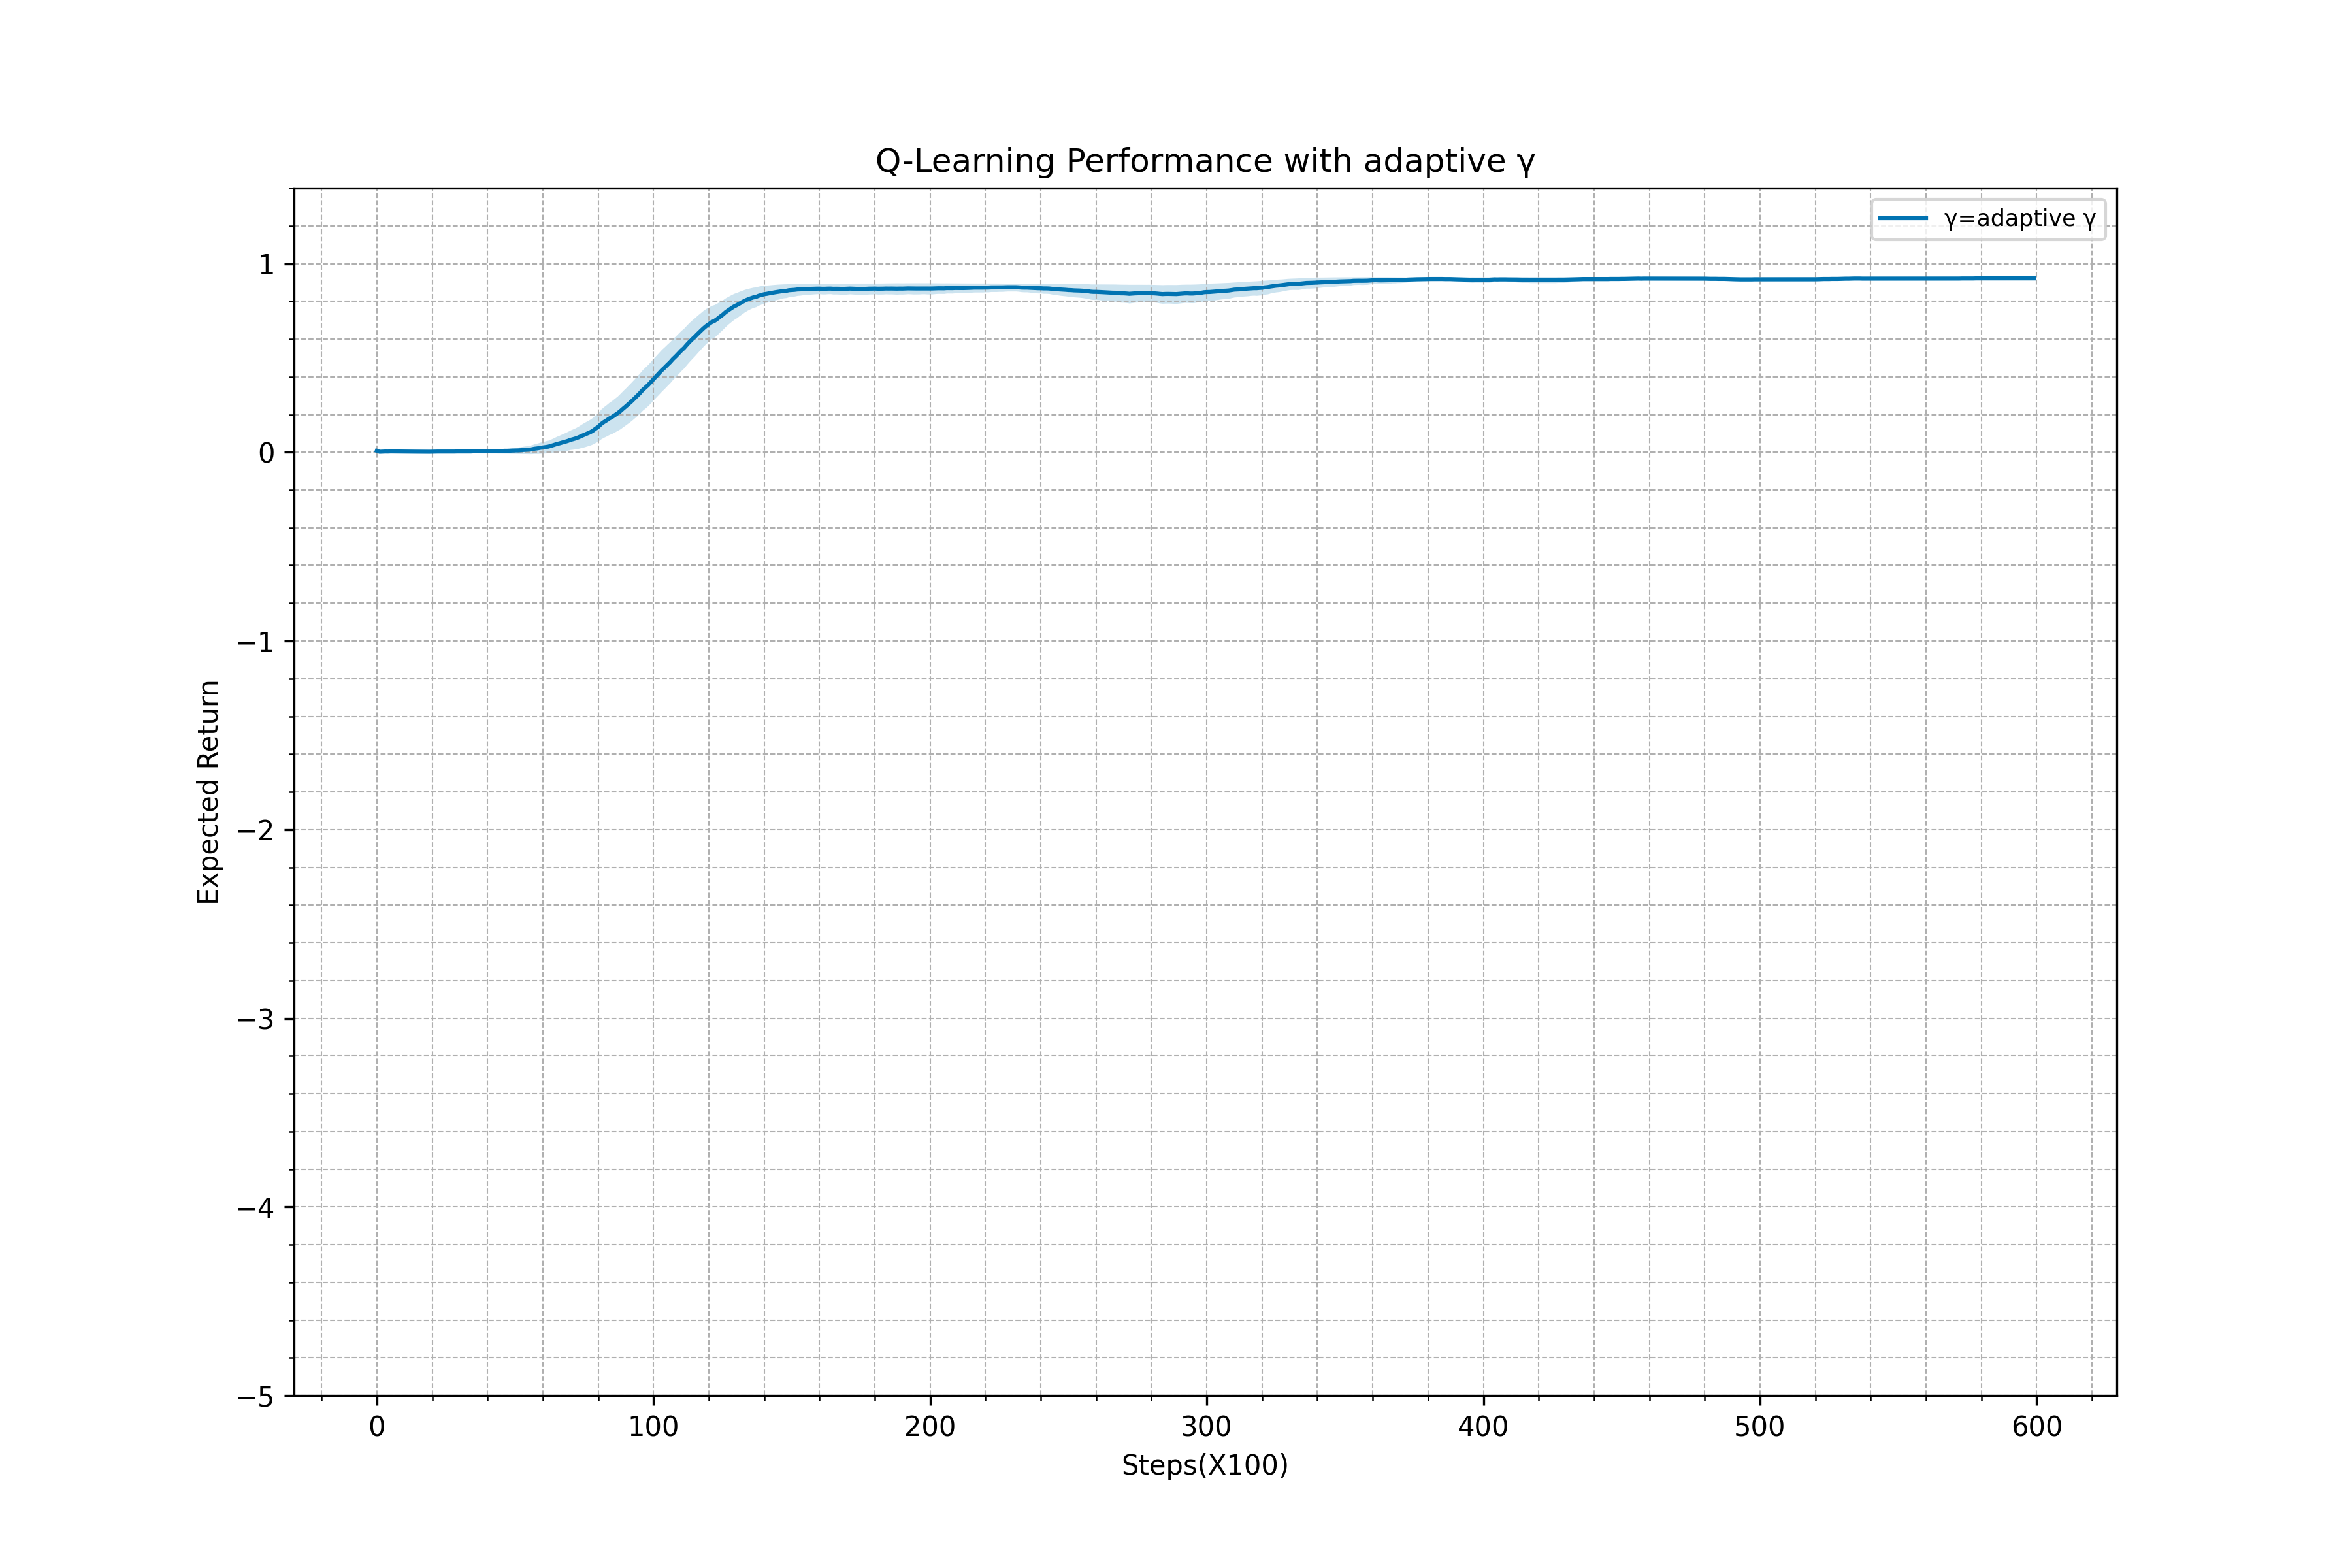 Q-Learning Performance with adaptive γ
γ=adaptive γ
1
0
−1
−2
−3
−4
−5
Expected Return
0 100 200 300 400 500 600
Steps(X100)